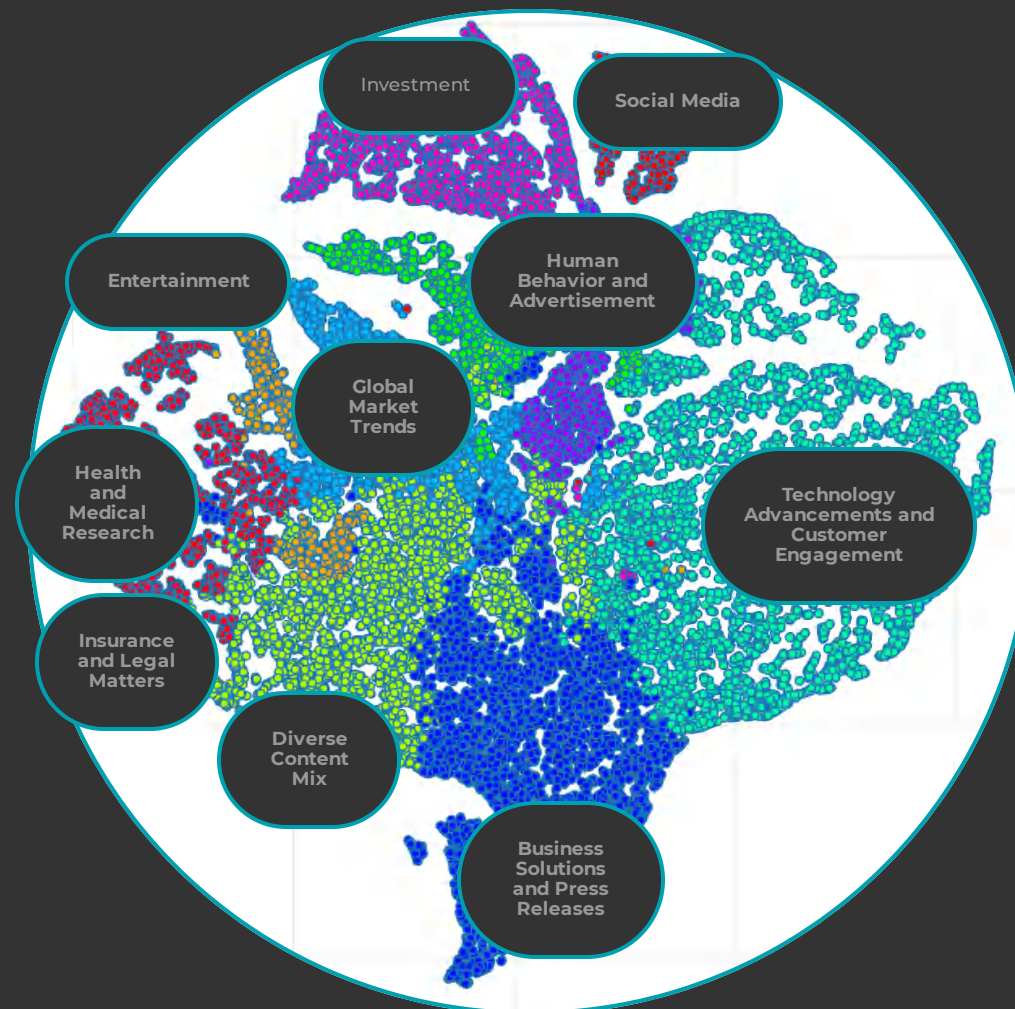 Investment
Social Media
Human
Behavior and
Advertisement
Entertainment
Global
Market
Trends
Health
and
Medical
Research
Technology
Advancements and
Customer
Engagement
Insurance
and Legal
Matters
Diverse
Content
Mix
Business
Solutions
and Press
Releases